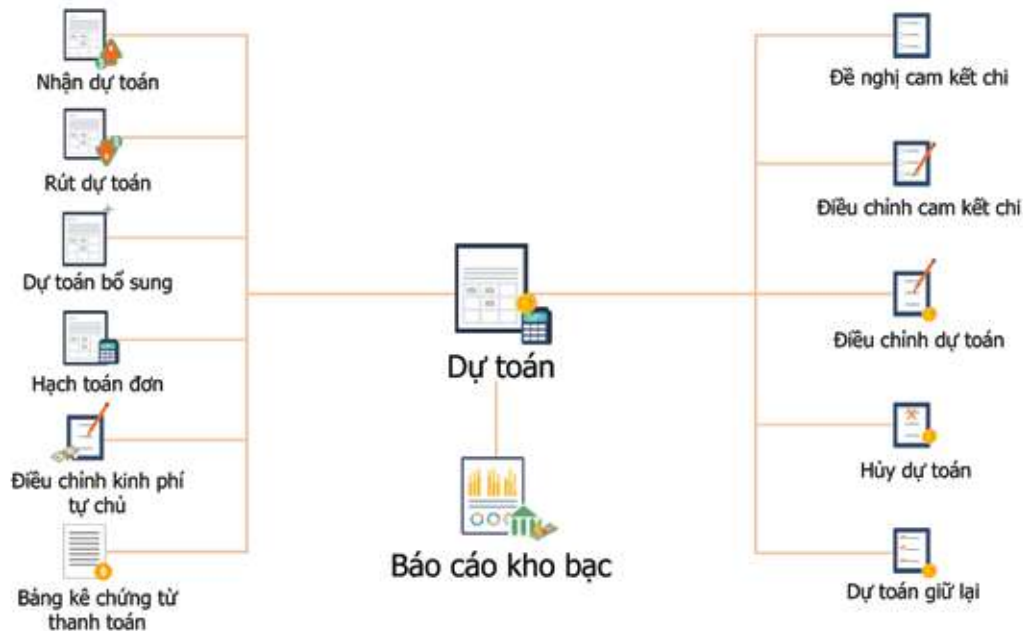 Nhận dự toán
Rút dự toán
Dự toán bổ sung
Hạch toán đơn
Điều chỉnh kinh phí
tự chủ
Bảng kê chứng từ
thanh toán
Dự toán
Báo cáo kho bạc
Đề nghị cam kết chi
Điều chỉnh cam kết chi
Điều chỉnh dự toán
Hủy dự toán
Dự toán giữ lại